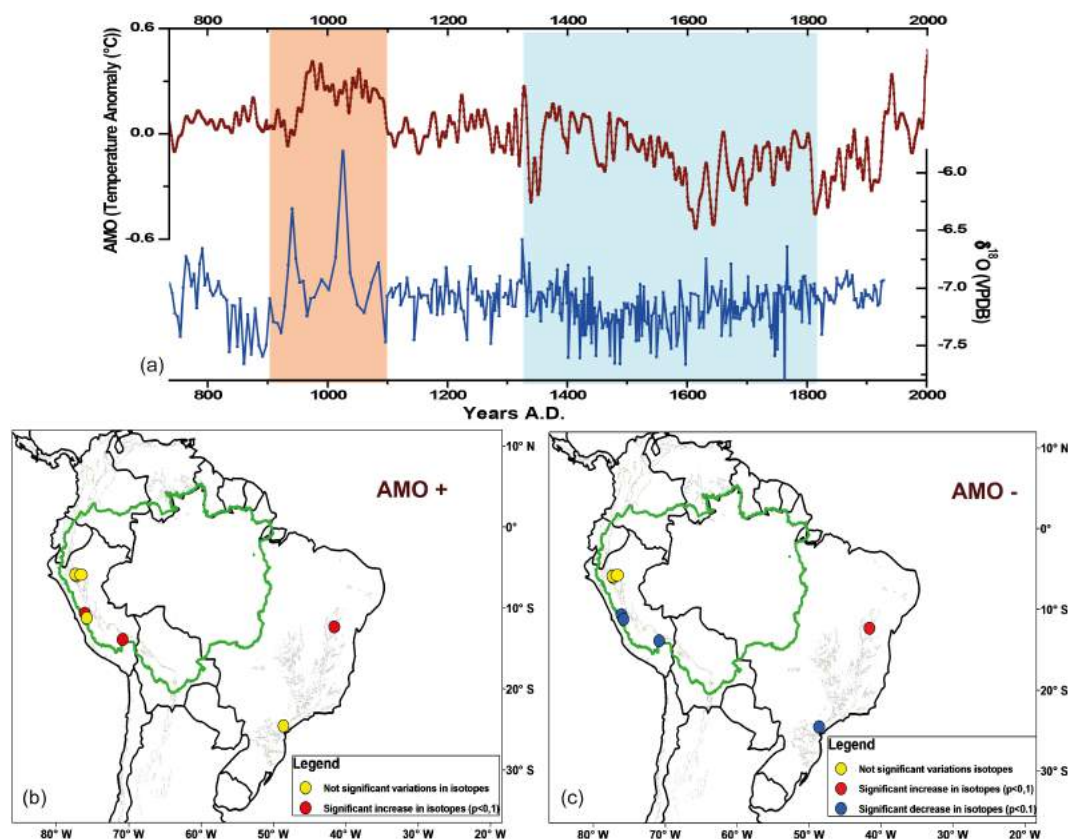 800 1000 1200 1400 1600 1800 2000
0.6
0.0
-0.6
AMO (Temperature Anomaly (°C))
-6.0
-6.5
-7.0
-7.5
δ18O (VPDB)
(a)
800 1000 1200 1400 1600 1800 2000
Years A.D.
AMO +
10° N
0°
10° S
20° S
30° S
Legend
Not significant variations in isotopes
Significant increase in isotopes (p<0,1)
(b)
80° W 70° W 60° W 50° W 40° W 30° W 20° W
AMO -
10° N
0°
10° S
20° S
30° S
Legend
Not significant variations isotopes
Significant increase in isotopes (p<0,1)
Significant decrease in isotopes (p<0.1)
(c)
80° W 70° W 60° W 50° W 40° W 30° W 20° W